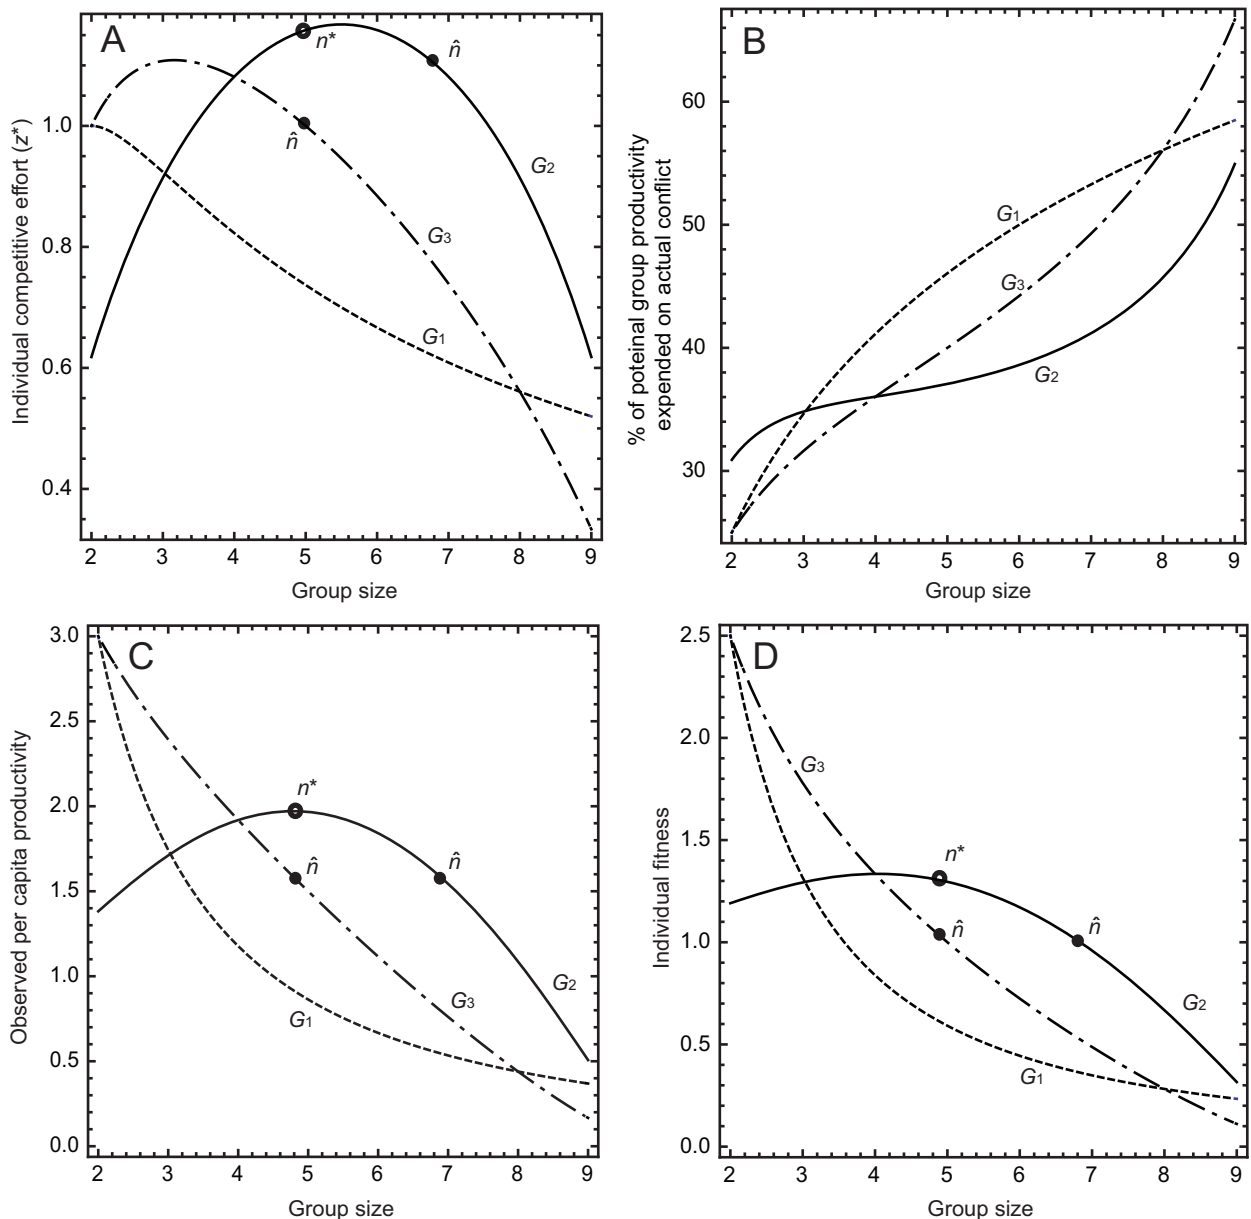 A
n*
n̂
1.0
n̂
G2
G3
0.8
G1
0.6
0.4
2 3 4 5 6 7 8 9
Group size
Individual competitive effort (z*)
B
60
G1
50
G3
40
G2
30
2 3 4 5 6 7 8 9
Group size
% of poteinal group productivity
expended on actual conflict
3.0
C
2.5
n*
2.0
n̂
n̂
1.5
1.0
G2
G3
G1
0.5
0.0
2 3 4 5 6 7 8 9
Group size
Observed per capita productivity
2.5
D
2.0
G3
1.5
n*
n̂
n̂
1.0
G2
0.5
G1
0.0
2 3 4 5 6 7 8 9
Group size
Individual fitness